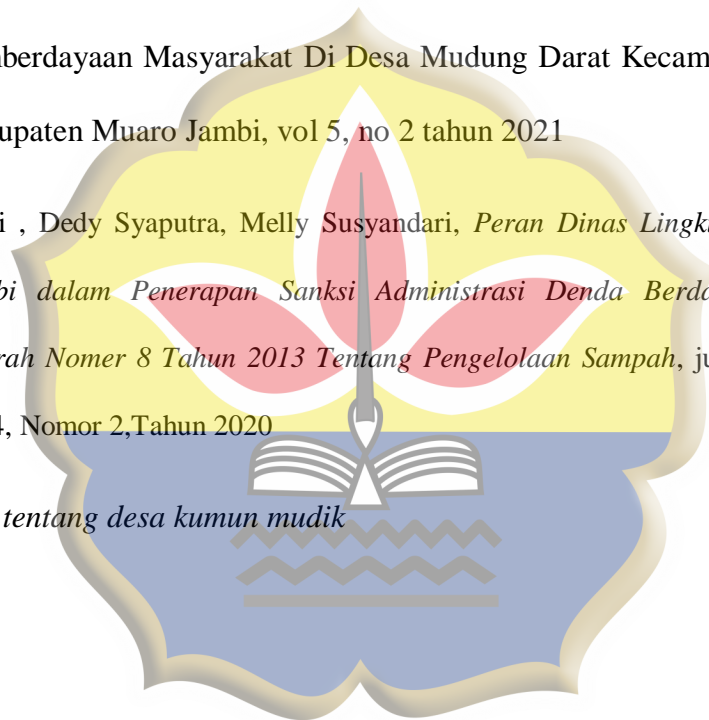 nberdayaan Masyarakat Di Desa Mudung Darat Kecam
upaten Muaro Jambi, vol 5, no 2 tahun 2021
i , Dedy Syaputra, Melly Susyandari, Peran Dinas Lingk
bi dalam Penerapan Sanksi Administrasi Denda Berda
rah Nomer 8 Tahun 2013 Tentang Pengelolaan Sampah, ju
4, Nomor 2,Tahun 2020
tentang desa kumun mudik